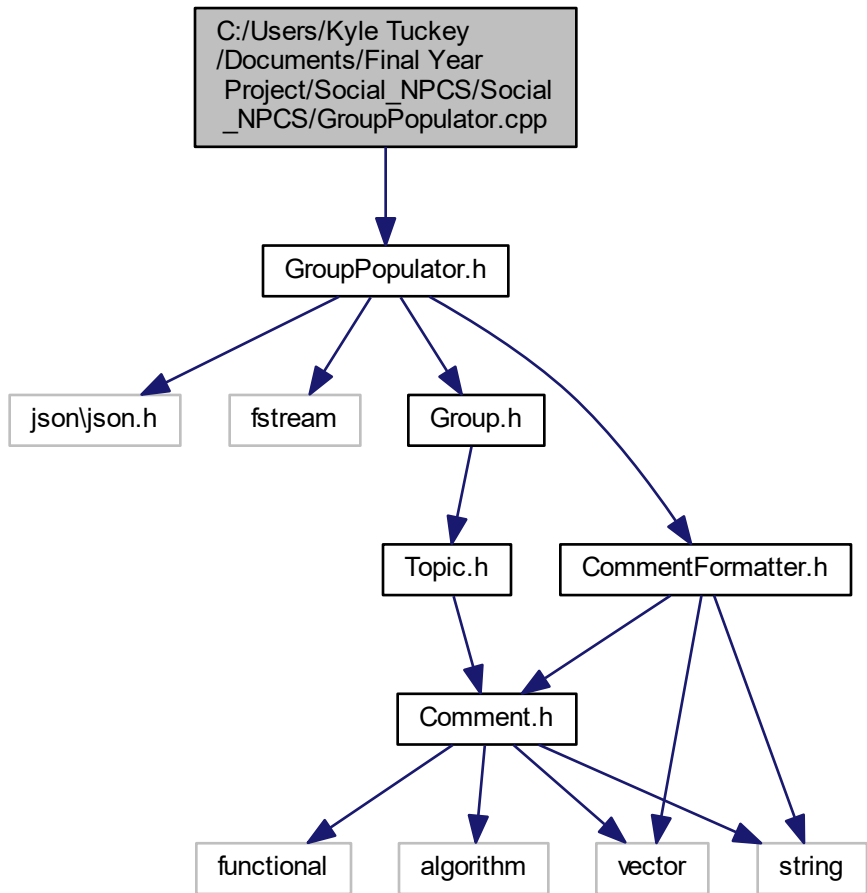 C:/Users/Kyle Tuckey
/Documents/Final Year
Project/Social_NPCS/Social
_NPCS/GroupPopulator.cpp
GroupPopulator.h
json\json.h
fstream
Group.h
Topic.h
CommentFormatter.h
Comment.h
functional
algorithm
vector
string